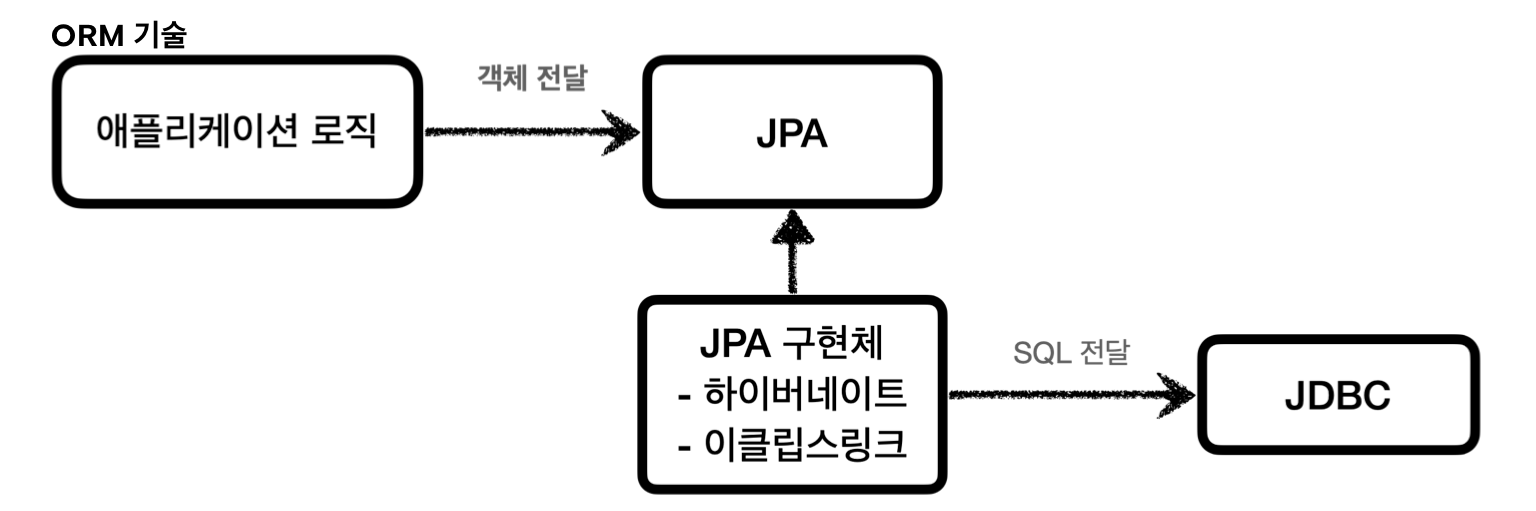 ORM 기술
애플리케이션 로직
객체 전달
JPA
JPA 구현체
- 하이버네이트
- 이클립스링크
SQL 전달
JDBC